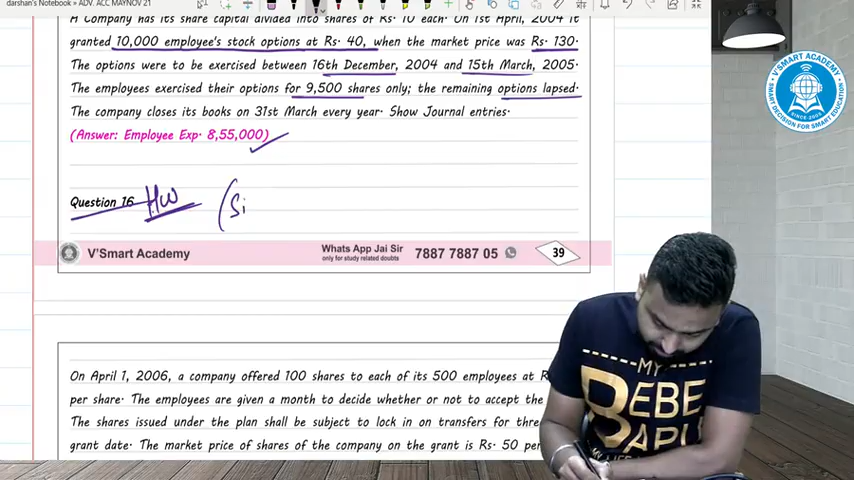 darshan's Notebook » ADV. ACC MAYNOV 21
A Company has its share capital divided into shares of Rs. 10 each. On 1st April, 2004 it
granted 10,000 employee's stock options at Rs. 40, when the market price was Rs. 130.
The options were to be exercised between 16th December, 2004 and 15th March, 2005.
The employees exercised their options for 9,500 shares only; the remaining options lapsed.
The company closes its books on 31st March every year. Show Journal entries.
(Answer: Employee Exp. 8,55,000)
Question 16 HW (Si
V'Smart Academy
Whats App Jai Sir
only for study related doubts
7887 7887 05
39
On April 1, 2006, a company offered 100 shares to each of its 500 employees at
per share. The employees are given a month to decide whether or not to accept the
The shares issued under the plan shall be subject to lock in on transfers for three
grant date. The market price of shares of the company on the grant is Rs. 50 per
V'SMART ACADEMY
SINCE-2005
SMART DECISION FOR SMART EDUCATION
MY
BEBE